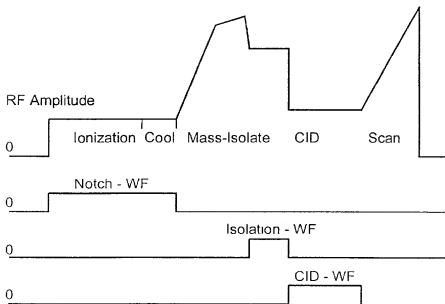 RF Amplitude
0
Ionization Cool Mass-Isolate CID Scan
Notch - WF
0
Isolation - WF
0
CID - WF
0